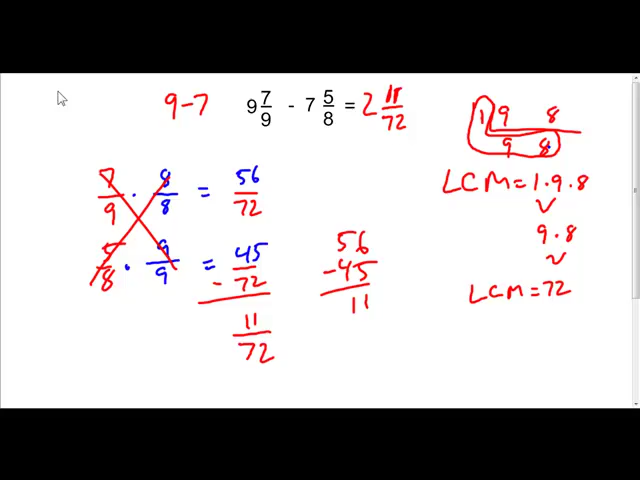 9-7 9 7/9 - 7 5/8 = 2 11/72
1 9 8
9 8
LCM = 1·9·8
9·8
LCM = 72
7/9 · 8/8 = 56/72
5/8 · 9/9 = 45/72
-
11/72
56
-45
11